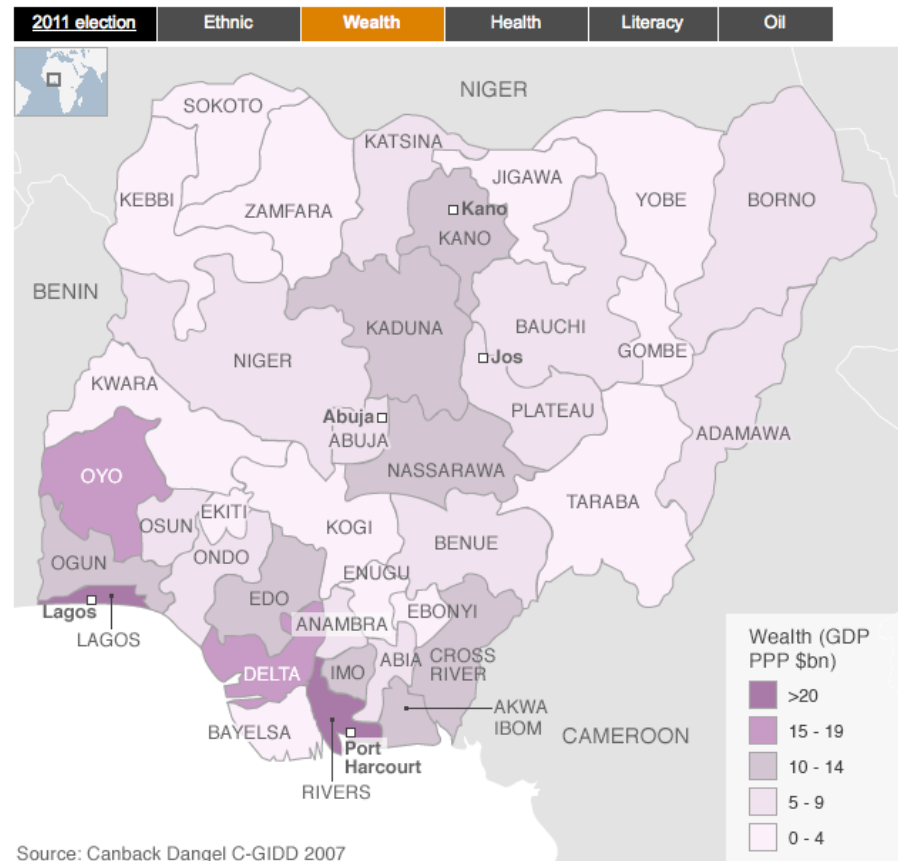 2011 election
Ethnic
Wealth
Health
Literacy
Oil
NIGER
SOKOTO
KATSINA
JIGAWA
KEBBI
ZAMFARA
YOBE
BORNO
Kano
KANO
BENIN
KADUNA
BAUCHI
GOMBE
NIGER
Jos
KWARA
Abuja
ABUJA
PLATEAU
ADAMAWA
NASSARAWA
OYO
TARABA
EKITI
OSUN
KOGI
BENUE
ONDO
OGUN
ENUGU
EDO
EBONYI
Lagos
ANAMBRA
LAGOS
ABIA
CROSS
RIVER
IMO
DELTA
AKWA
IBOM
BAYELSA
CAMEROON
Port
Harcourt
RIVERS
Wealth (GDP
PPP $bn)
>20
15 - 19
10 - 14
5 - 9
0 - 4
Source: Canback Dangel C-GIDD 2007